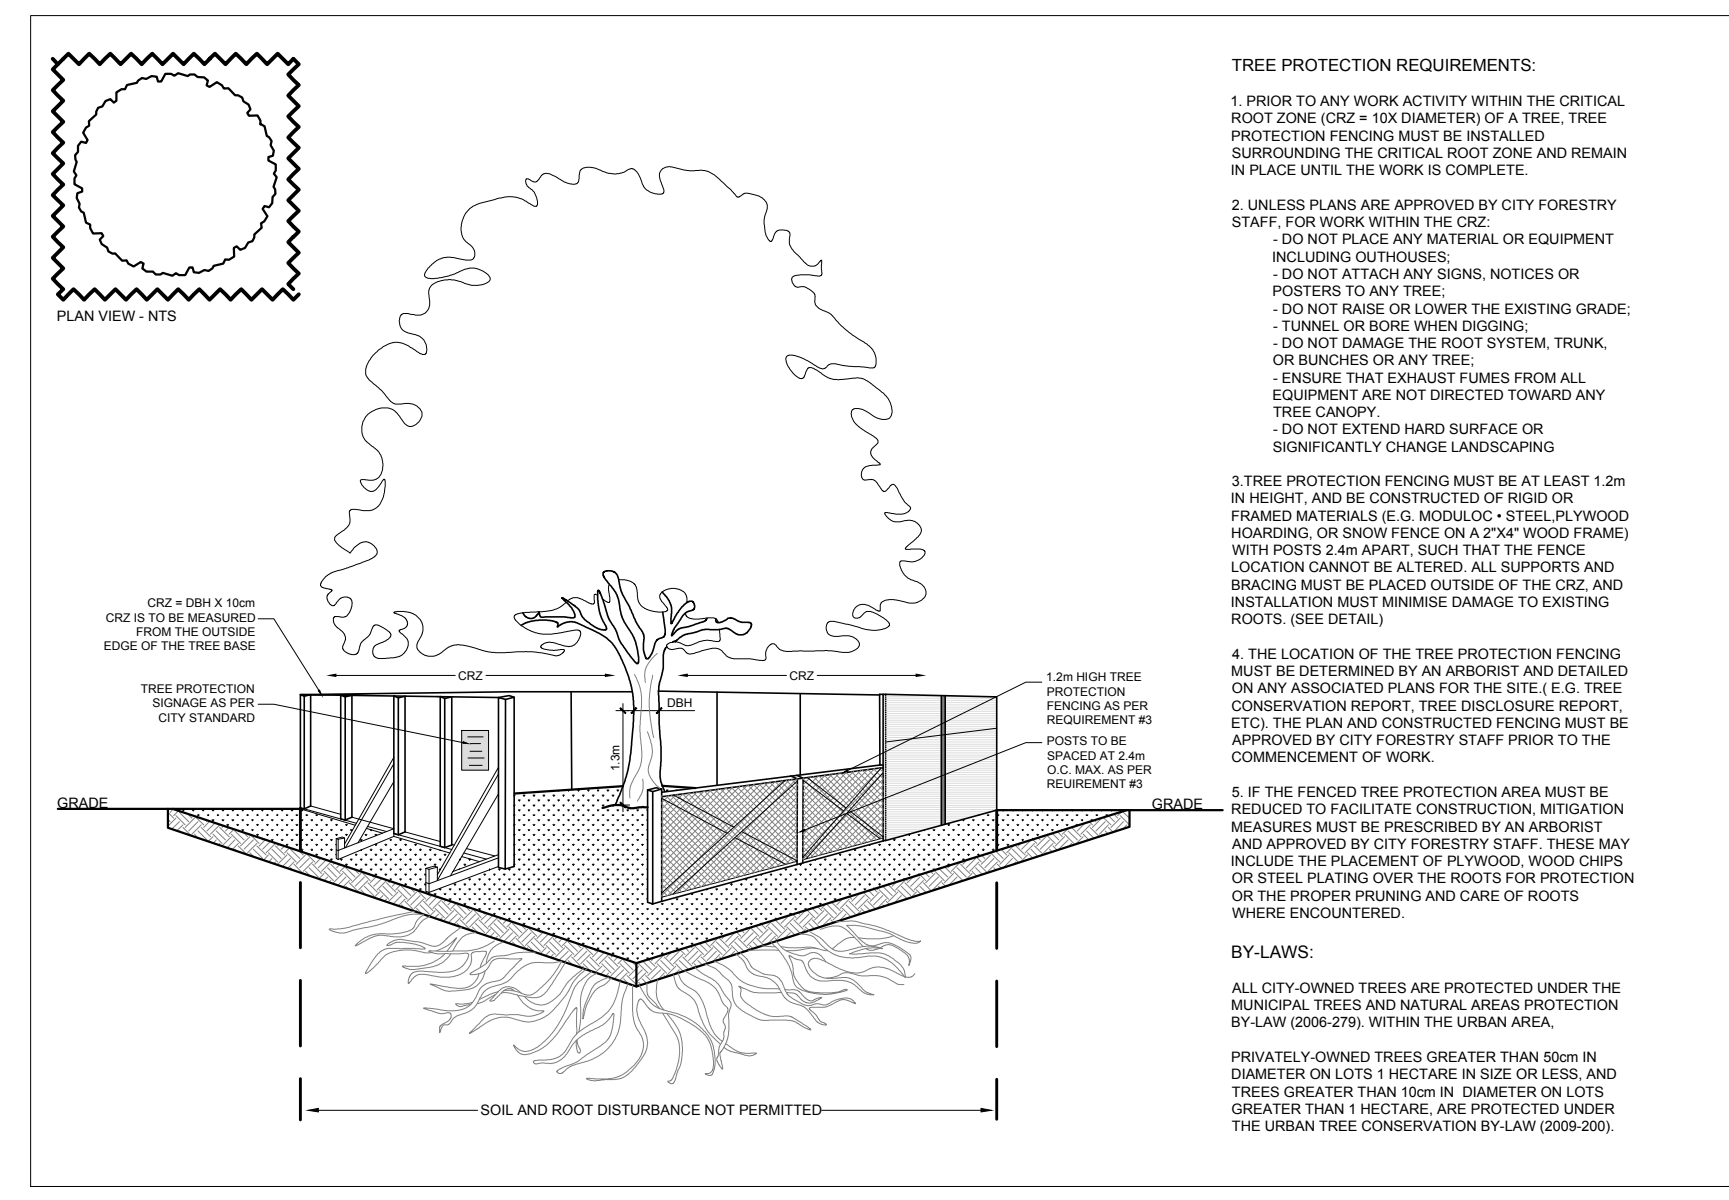 PLAN VIEW - NTS
CRZ = DBH X 10cm
CRZ IS TO BE MEASURED
FROM THE OUTSIDE
EDGE OF THE TREE BASE
TREE PROTECTION
SIGNAGE AS PER
CITY STANDARD
CRZ
CRZ
DBH
1.3m
1.2m HIGH TREE
PROTECTION
FENCING AS PER
REQUIREMENT #3
POSTS TO BE
SPACED AT 2.4m
O.C. MAX. AS PER
REUIREMENT #3
GRADE
GRADE
SOIL AND ROOT DISTURBANCE NOT PERMITTED
TREE PROTECTION REQUIREMENTS:
1. PRIOR TO ANY WORK ACTIVITY WITHIN THE CRITICAL
ROOT ZONE (CRZ = 10X DIAMETER) OF A TREE, TREE
PROTECTION FENCING MUST BE INSTALLED
SURROUNDING THE CRITICAL ROOT ZONE AND REMAIN
IN PLACE UNTIL THE WORK IS COMPLETE.
2. UNLESS PLANS ARE APPROVED BY CITY FORESTRY
STAFF, FOR WORK WITHIN THE CRZ:
- DO NOT PLACE ANY MATERIAL OR EQUIPMENT
INCLUDING OUTHOUSES;
- DO NOT ATTACH ANY SIGNS, NOTICES OR
POSTERS TO ANY TREE;
- DO NOT RAISE OR LOWER THE EXISTING GRADE;
- TUNNEL OR BORE WHEN DIGGING;
- DO NOT DAMAGE THE ROOT SYSTEM, TRUNK,
OR BUNCHES OR ANY TREE;
- ENSURE THAT EXHAUST FUMES FROM ALL
EQUIPMENT ARE NOT DIRECTED TOWARD ANY
TREE CANOPY.
- DO NOT EXTEND HARD SURFACE OR
SIGNIFICANTLY CHANGE LANDSCAPING
3.TREE PROTECTION FENCING MUST BE AT LEAST 1.2m
IN HEIGHT, AND BE CONSTRUCTED OF RIGID OR
FRAMED MATERIALS (E.G. MODULOC • STEEL,PLYWOOD
HOARDING, OR SNOW FENCE ON A 2"X4" WOOD FRAME)
WITH POSTS 2.4m APART, SUCH THAT THE FENCE
LOCATION CANNOT BE ALTERED. ALL SUPPORTS AND
BRACING MUST BE PLACED OUTSIDE OF THE CRZ, AND
INSTALLATION MUST MINIMISE DAMAGE TO EXISTING
ROOTS. (SEE DETAIL)
4. THE LOCATION OF THE TREE PROTECTION FENCING
MUST BE DETERMINED BY AN ARBORIST AND DETAILED
ON ANY ASSOCIATED PLANS FOR THE SITE.( E.G. TREE
CONSERVATION REPORT, TREE DISCLOSURE REPORT,
ETC). THE PLAN AND CONSTRUCTED FENCING MUST BE
APPROVED BY CITY FORESTRY STAFF PRIOR TO THE
COMMENCEMENT OF WORK.
5. IF THE FENCED TREE PROTECTION AREA MUST BE
REDUCED TO FACILITATE CONSTRUCTION, MITIGATION
MEASURES MUST BE PRESCRIBED BY AN ARBORIST
AND APPROVED BY CITY FORESTRY STAFF. THESE MAY
INCLUDE THE PLACEMENT OF PLYWOOD, WOOD CHIPS
OR STEEL PLATING OVER THE ROOTS FOR PROTECTION
OR THE PROPER PRUNING AND CARE OF ROOTS
WHERE ENCOUNTERED.
BY-LAWS:
ALL CITY-OWNED TREES ARE PROTECTED UNDER THE
MUNICIPAL TREES AND NATURAL AREAS PROTECTION
BY-LAW (2006-279). WITHIN THE URBAN AREA,
PRIVATELY-OWNED TREES GREATER THAN 50cm IN
DIAMETER ON LOTS 1 HECTARE IN SIZE OR LESS, AND
TREES GREATER THAN 10cm IN  DIAMETER ON LOTS
GREATER THAN 1 HECTARE, ARE PROTECTED UNDER
THE URBAN TREE CONSERVATION BY-LAW (2009-200).